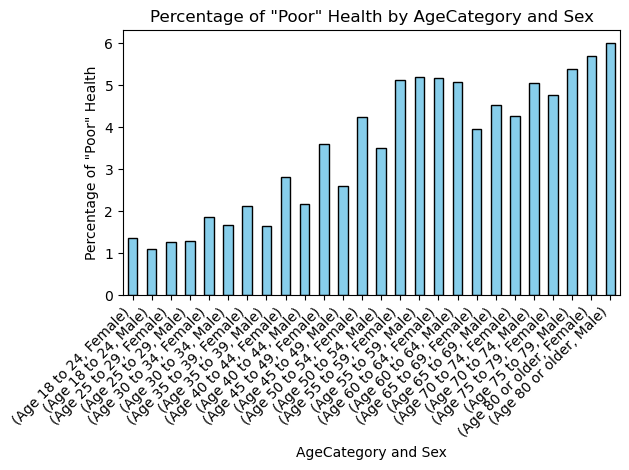 Percentage of "Poor" Health by AgeCategory and Sex
Percentage of "Poor" Health
6
5
4
3
2
1
0
(Age 18 to 24, Female)
(Age 18 to 24, Male)
(Age 25 to 29, Female)
(Age 25 to 29, Male)
(Age 30 to 34, Female)
(Age 30 to 34, Male)
(Age 35 to 39, Female)
(Age 35 to 39, Male)
(Age 40 to 44, Female)
(Age 40 to 44, Male)
(Age 45 to 49, Female)
(Age 45 to 49, Male)
(Age 50 to 54, Female)
(Age 50 to 54, Male)
(Age 55 to 59, Female)
(Age 55 to 59, Male)
(Age 60 to 64, Female)
(Age 60 to 64, Male)
(Age 65 to 69, Female)
(Age 65 to 69, Male)
(Age 70 to 74, Female)
(Age 70 to 74, Male)
(Age 75 to 79, Female)
(Age 75 to 79, Male)
(Age 80 or older, Female)
(Age 80 or older, Male)
AgeCategory and Sex